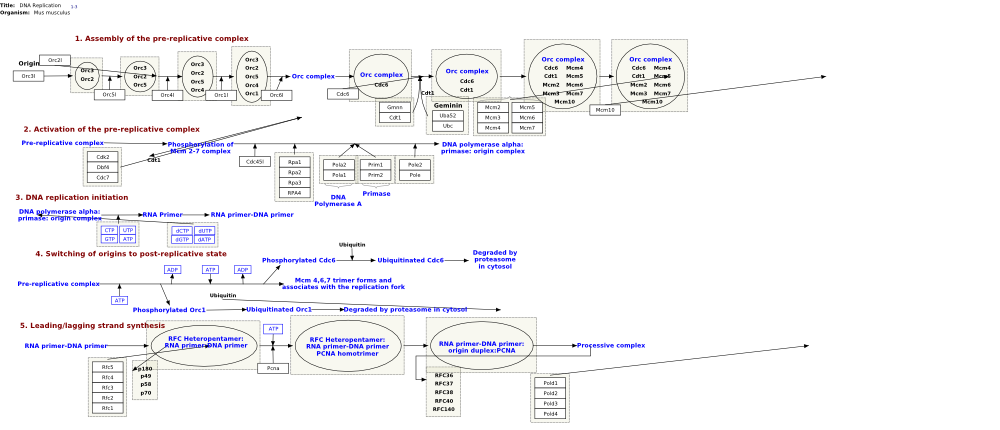 Title: DNA Replication 1-3
Organism: Mus musculus
1. Assembly of the pre-replicative complex
Origin
Orc2l
Orc3l
Orc3
Orc2
Orc5l
Orc3
Orc2
Orc5
Orc4l
Orc3
Orc2
Orc5
Orc4
Orc1l
Orc3
Orc2
Orc5
Orc4
Orc1
Orc6l
Orc complex
Cdc6
Orc complex
Cdc6
Gmnn
Cdt1
Cdt1
Geminin
Uba52
Ubc
Orc complex
Cdc6
Cdt1
Mcm2 Mcm5
Mcm3 Mcm6
Mcm4 Mcm7
Orc complex
Cdc6 Mcm4
Cdt1 Mcm5
Mcm2 Mcm6
Mcm3 Mcm7
Mcm10
Mcm10
Orc complex
Cdc6 Mcm4
Cdt1 Mcm5
Mcm2 Mcm6
Mcm3 Mcm7
Mcm10
2. Activation of the pre-replicative complex
Pre-replicative complex
Cdk2
Dbf4
Cdc7
Cdt1
Phosphorylation of
Mcm 2-7 complex
Cdc45l
Rpa1
Rpa2
Rpa3
RPA4
Pola2
Pola1
DNA
Polymerase A
Prim1
Prim2
Primase
Pole2
Pole
DNA polymerase alpha:
primase: origin complex
3. DNA replication initiation
DNA polymerase alpha:
primase: origin complex
RNA Primer
RNA primer-DNA primer
CTP UTP
GTP ATP
dCTP dUTP
dGTP dATP
4. Switching of origins to post-replicative state
Ubiquitin
Phosphorylated Cdc6
Ubiquitinated Cdc6
Degraded by
proteasome
in cytosol
ADP
ATP
ADP
Pre-replicative complex
ATP
Mcm 4,6,7 trimer forms and
associates with the replication fork
Ubiquitin
Phosphorylated Orc1
Ubiquitinated Orc1
Degraded by proteasome in cytosol
5. Leading/lagging strand synthesis
RNA primer-DNA primer
RFC Heteropentamer:
RNA primer-DNA primer
ATP
Pcna
RFC Heteropentamer:
RNA primer-DNA primer
PCNA homotrimer
RNA primer-DNA primer:
origin duplex:PCNA
Processive complex
Rfc5
Rfc4
Rfc3
Rfc2
Rfc1
p180
p49
p58
p70
RFC36
RFC37
RFC38
RFC40
RFC140
Pold1
Pold2
Pold3
Pold4